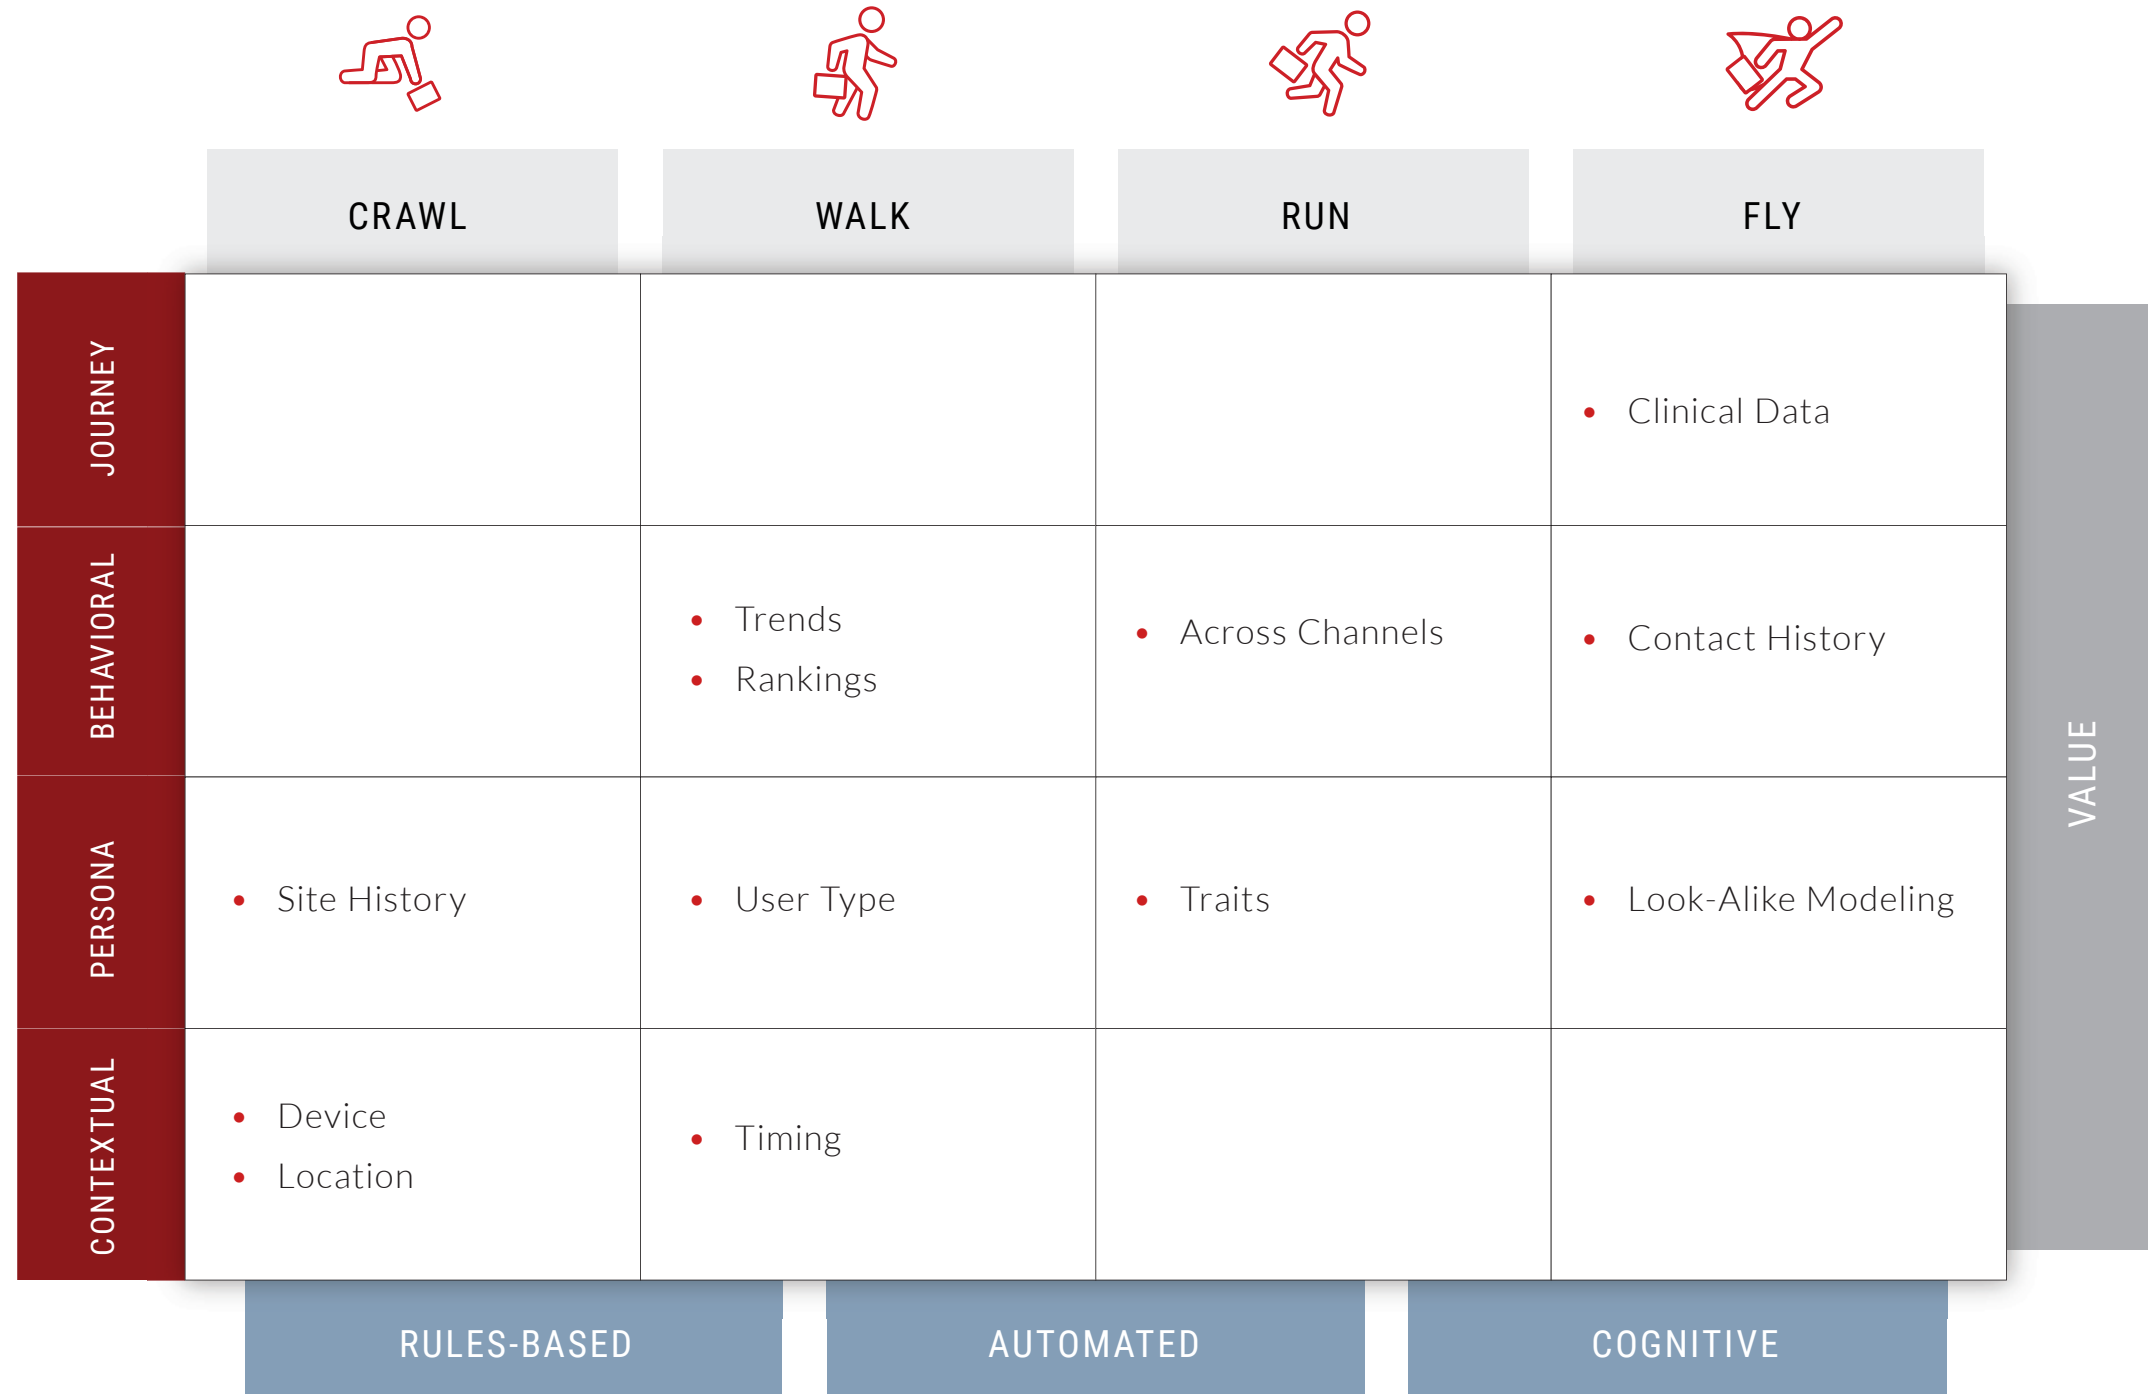 CRAWL
WALK
RUN
FLY
JOURNEY
• Clinical Data
BEHAVIORAL
• Trends
• Rankings
• Across Channels
• Contact History
PERSONA
• Site History
• User Type
• Traits
• Look-Alike Modeling
CONTEXTUAL
• Device
• Location
• Timing
VALUE
RULES-BASED
AUTOMATED
COGNITIVE